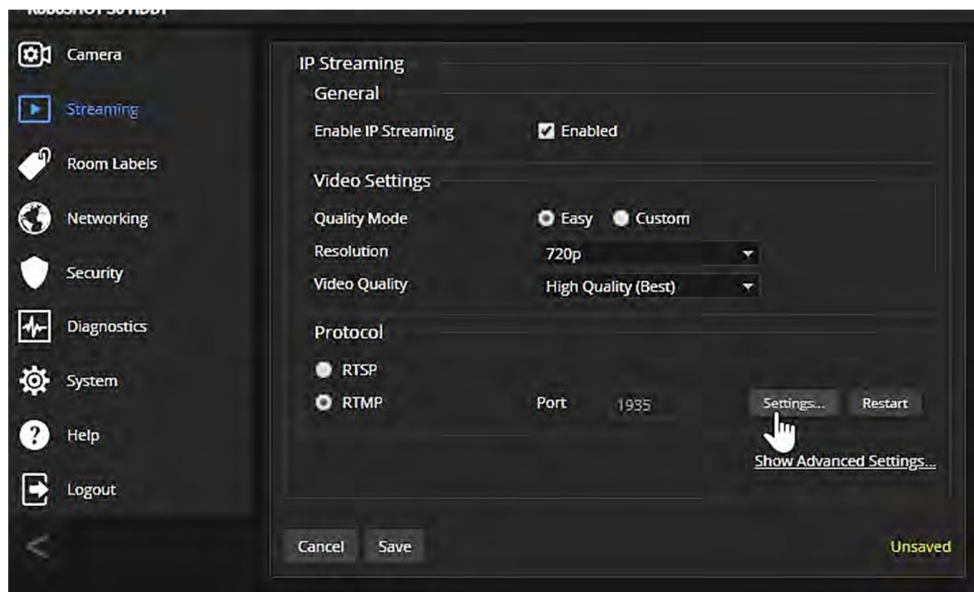 Camera
Streaming
Room Labels
Networking
Security
Diagnostics
System
Help
Logout
IP Streaming
General
Enable IP Streaming Enabled
Video Settings
Quality Mode Easy Custom
Resolution 720p
Video Quality High Quality (Best)
Protocol
RTSP
RTMP Port 1935 Settings... Restart
Show Advanced Settings...
Cancel Save Unsaved